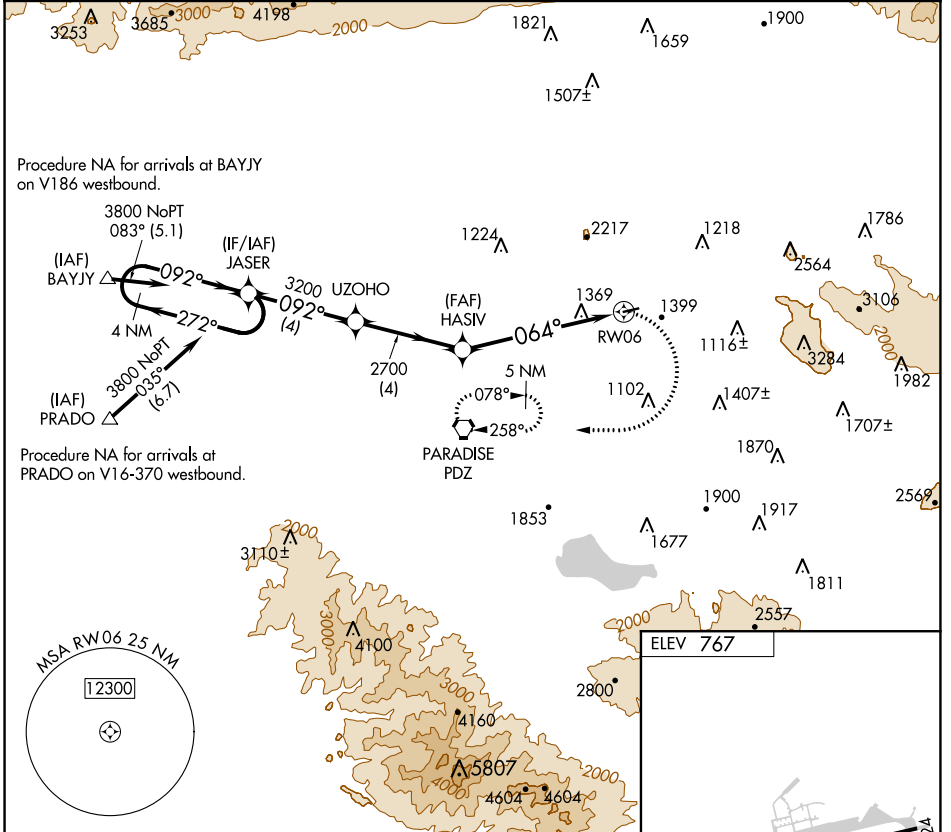 3253
3685
3000
4198
2000
1821
1659
1900
1507±
Procedure NA for arrivals at BAYJY
on V186 westbound.
3800 NoPT
083° (5.1)
(IAF)
BAYJY
092°
(IF/IAF)
JASER
3200
092°
(4)
UZOHO
272°
4 NM
3800 NoPT
035°
(6.7)
(IAF)
PRADO
Procedure NA for arrivals at
PRADO on V16-370 westbound.
2700
(4)
(FAF)
HASIV
064°
1224
2217
1369
RW06
1399
1218
1786
2564
3106
2000
1116±
3284
1982
5 NM
078°
258°
PARADISE
PDZ
1102
1407±
1707±
1870
2569
1853
1900
1917
1677
1811
2000
3110±
3000
4100
2000
2557
2800
3000
4160
5807
4000
4604
4604
2000
MSA RW06 25 NM
12300
ELEV 767
24